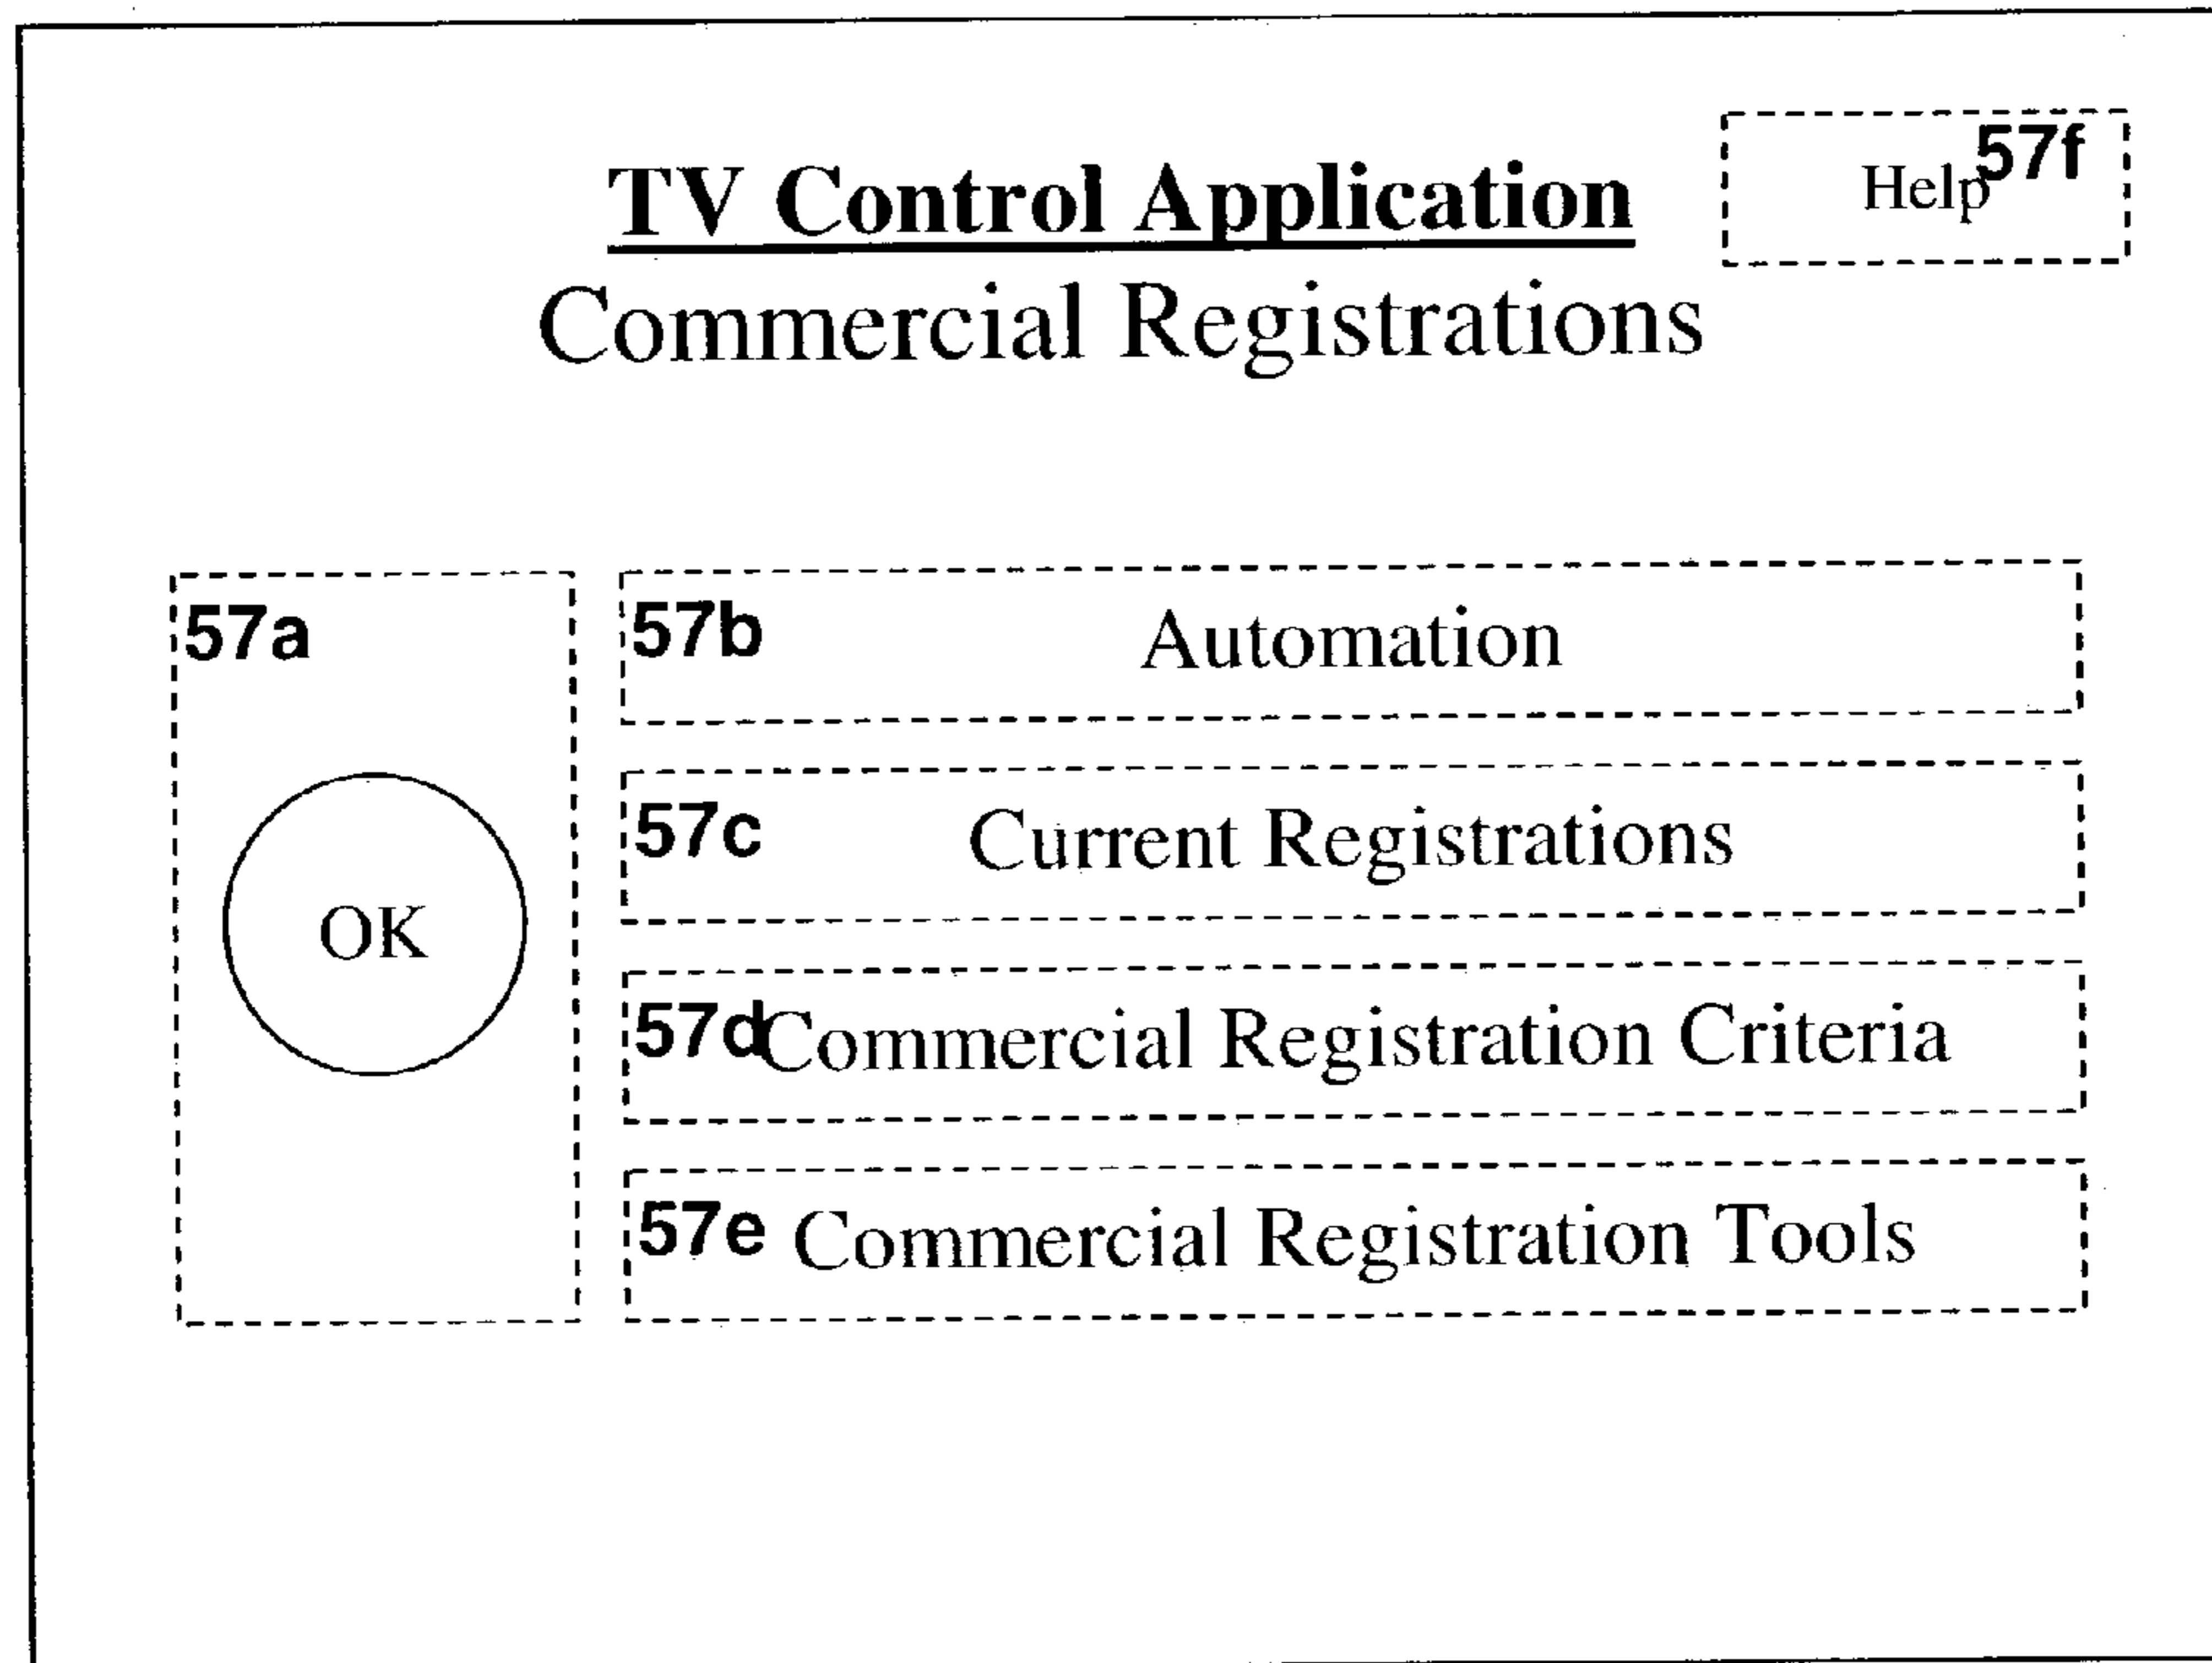 57f
TV Control Application
Help
Commercial Registrations
57a
57b Automation
57c Current Registrations
OK
57d Commercial Registration Criteria
57e Commercial Registration Tools